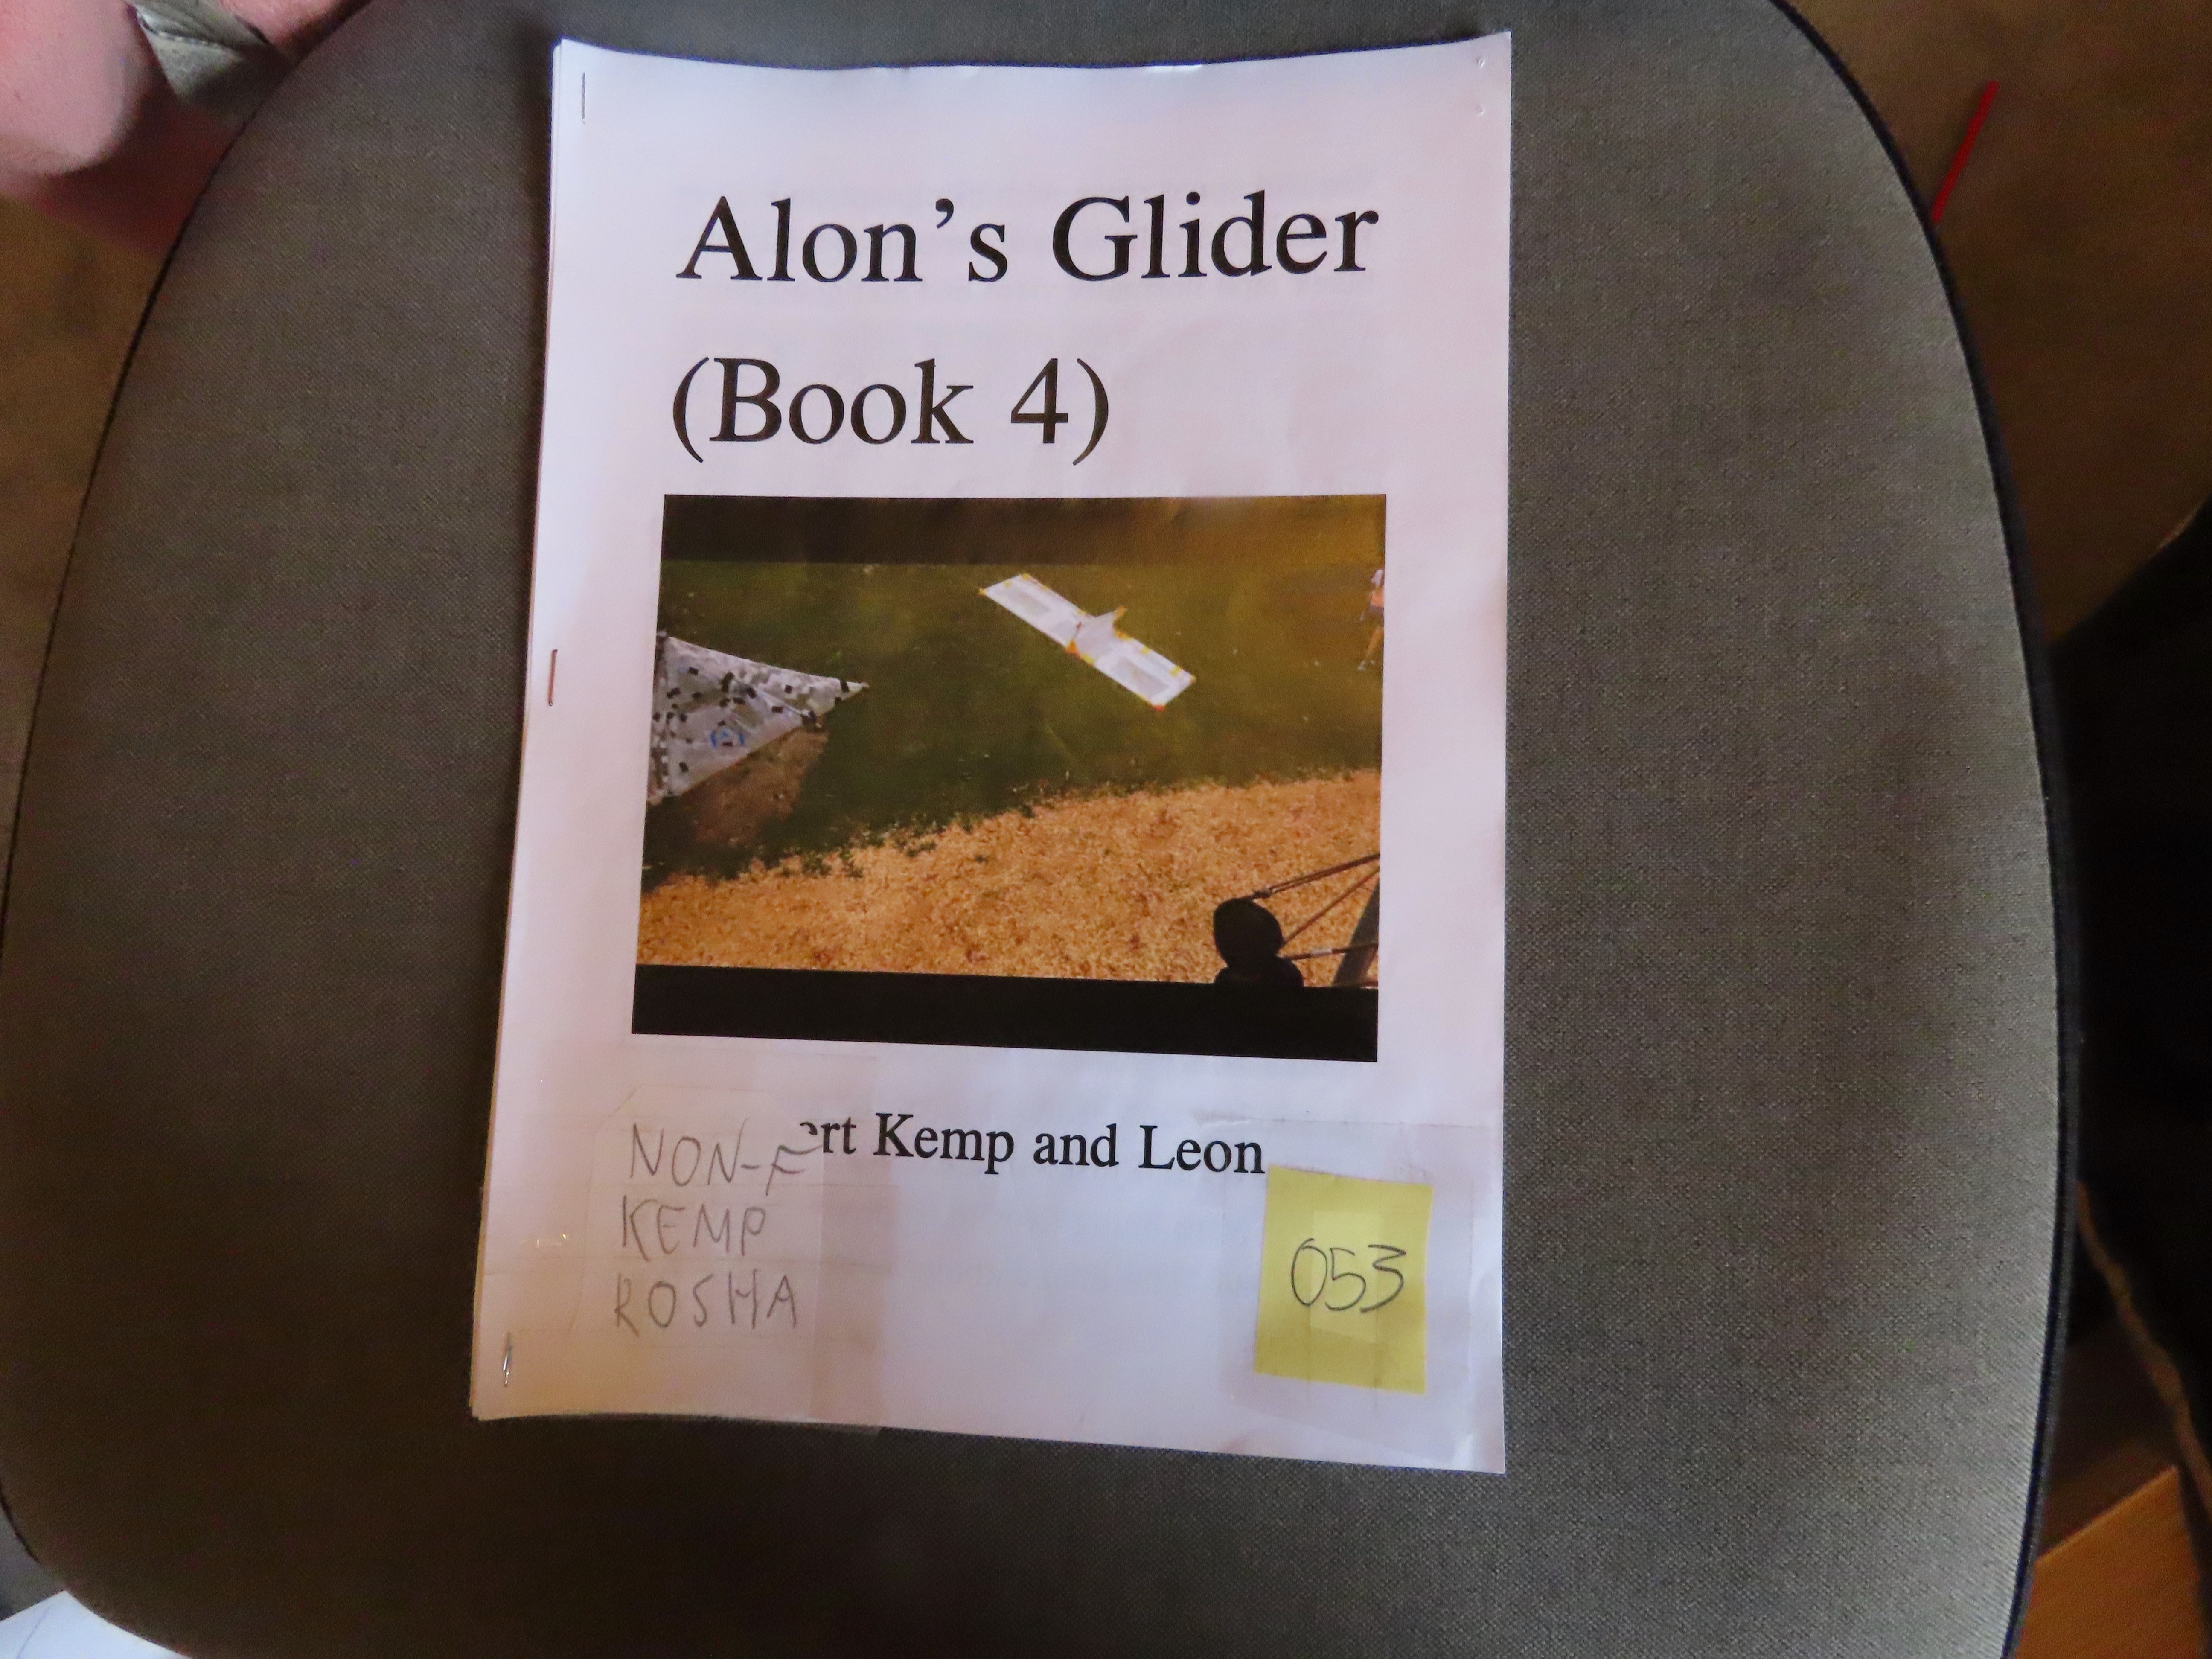 Alon's Glider
(Book 4)
ert Kemp and Leon
NON-F
KEMP
ROSHA
053